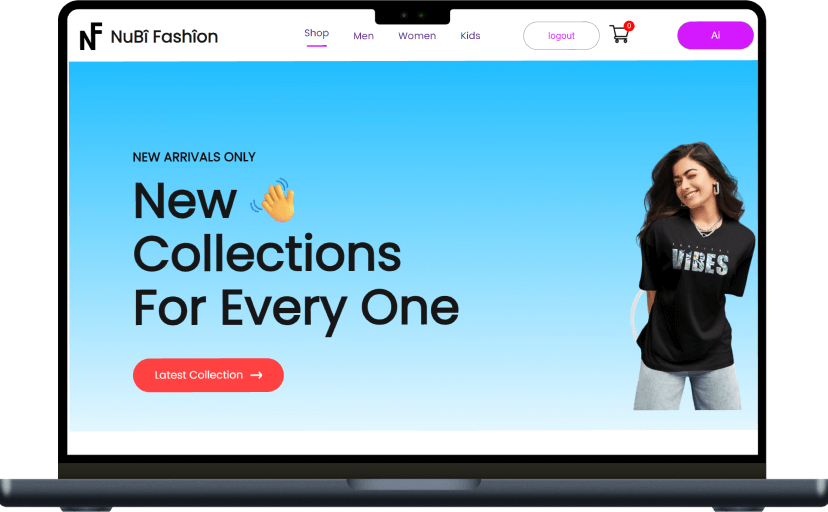 NF NuBî Fashîon
Shop Men Women Kids
logout
0
Ai
NEW ARRIVALS ONLY
New 👋
Collections
For Every One
Latest Collection →
VIBES